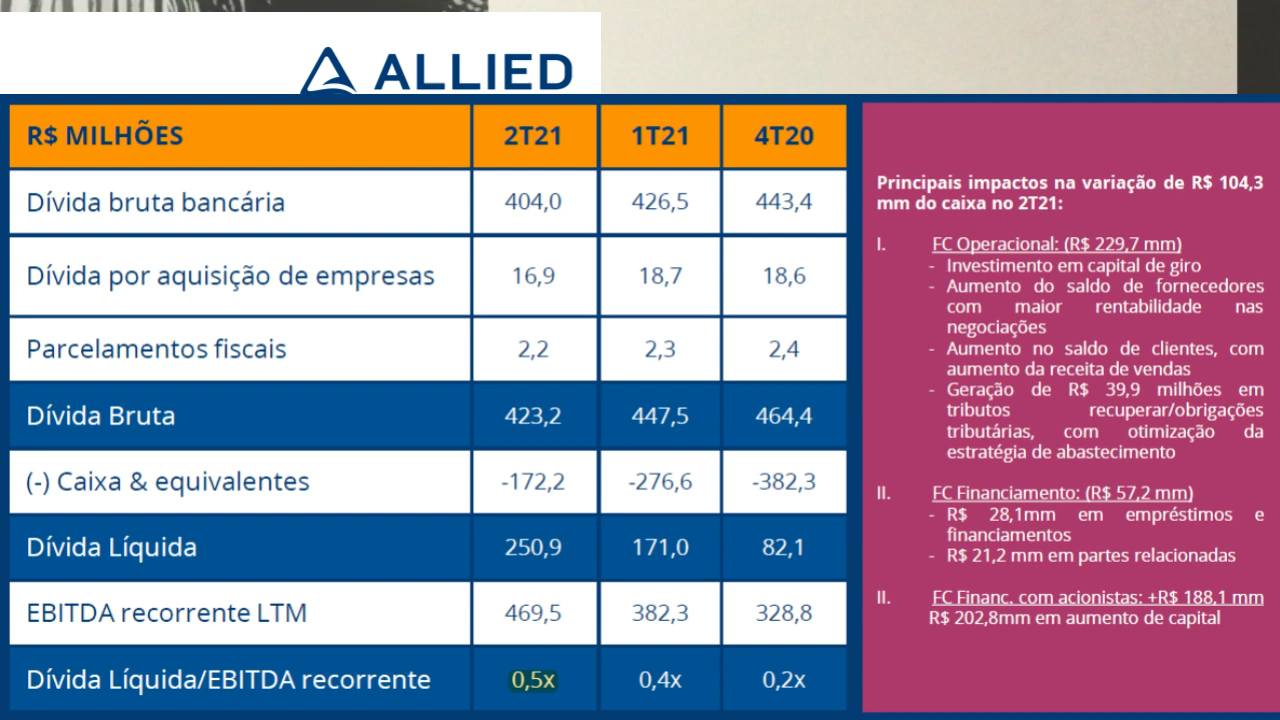 ALLIED
R$ MILHÕES 2T21 1T21 4T20
Dívida bruta bancária 404,0 426,5 443,4
Dívida por aquisição de empresas 16,9 18,7 18,6
Parcelamentos fiscais 2,2 2,3 2,4
Dívida Bruta 423,2 447,5 464,4
(-) Caixa & equivalentes -172,2 -276,6 -382,3
Dívida Líquida 250,9 171,0 82,1
EBITDA recorrente LTM 469,5 382,3 328,8
Dívida Líquida/EBITDA recorrente 0,5x 0,4x 0,2x
Principais impactos na variação de R$ 104,3
mm do caixa no 2T21:
I. FC Operacional: (R$ 229,7 mm)
- Investimento em capital de giro
- Aumento do saldo de fornecedores
com maior rentabilidade nas
negociações
- Aumento no saldo de clientes, com
aumento da receita de vendas
- Geração de R$ 39,9 milhões em
tributos recuperar/obrigações
tributárias, com otimização da
estratégia de abastecimento
II. FC Financiamento: (R$ 57,2 mm)
- R$ 28,1mm em empréstimos e
financiamentos
- R$ 21,2 mm em partes relacionadas
II. FC Financ. com acionistas: +R$ 188,1 mm
R$ 202,8mm em aumento de capital